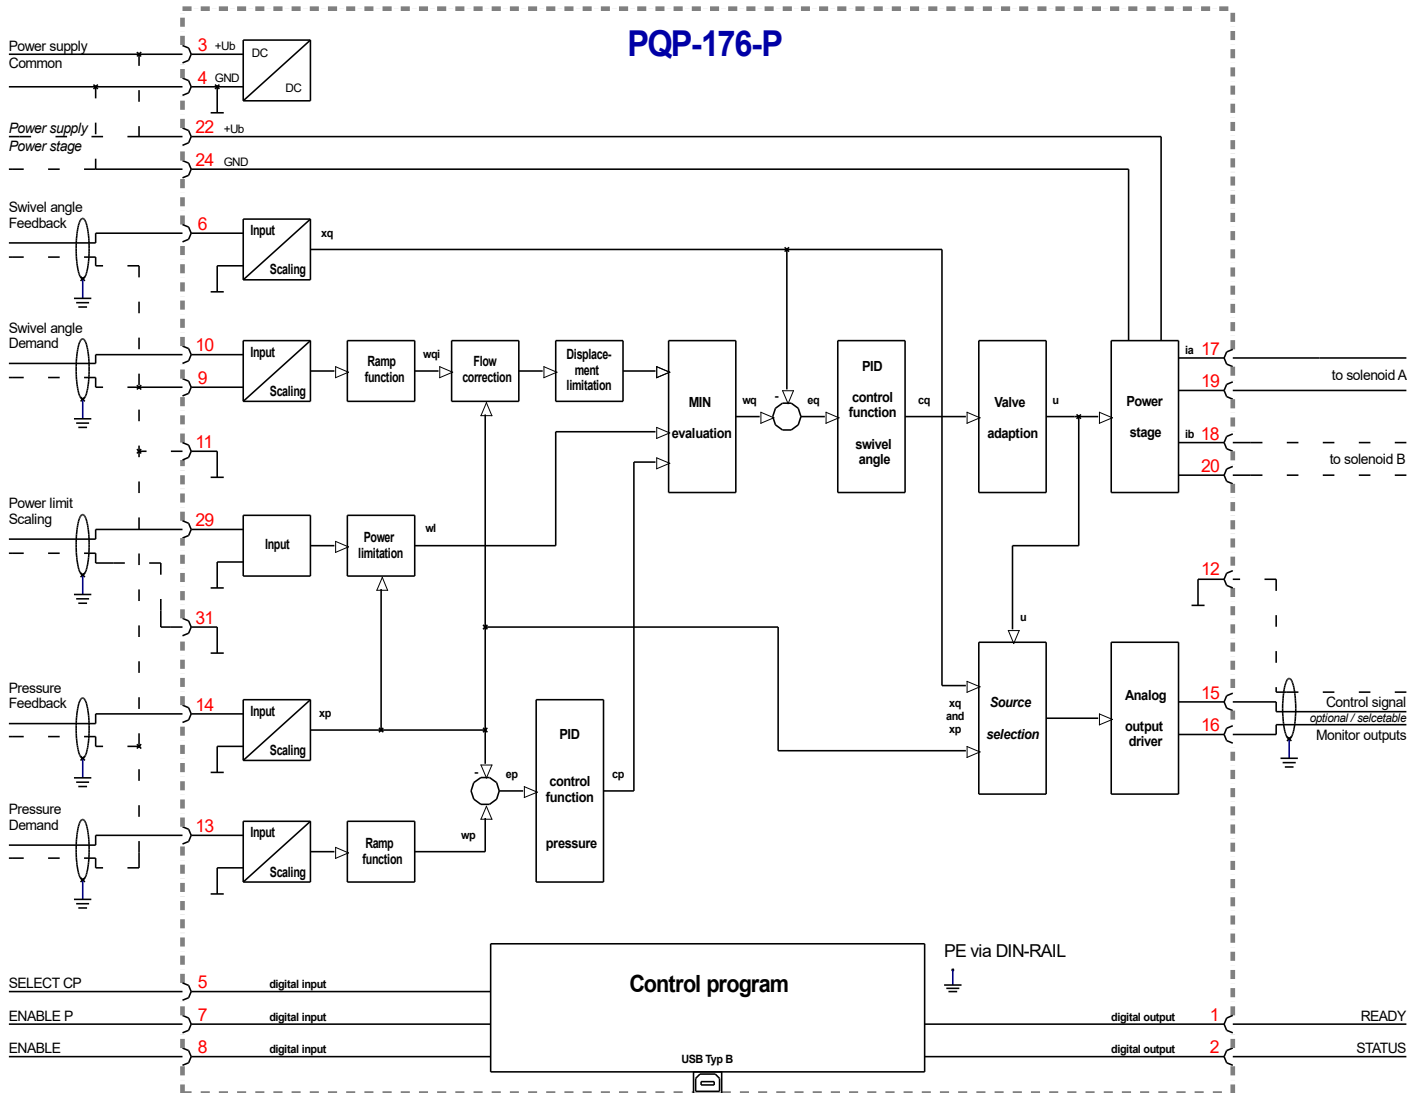 PQP-176-P
Power supply
Common
3 +Ub
4 GND
DC
DC
Power supply
Power stage
22 +Ub
24 GND
Swivel angle
Feedback
6
Input
Scaling
xq
Swivel angle
Demand
10
9
Input
Scaling
Ramp
function
wqi
Flow
correction
Displace-
ment
limitation
MIN
evaluation
wq
-
eq
PID
control
function
swivel
angle
cq
Valve
adaption
u
Power
stage
ia 17
19
to solenoid A
ib 18
20
to solenoid B
11
Power limit
Scaling
29
Input
Power
limitation
wl
31
12
u
Pressure
Feedback
14
Input
Scaling
xp
-
ep
PID
control
function
pressure
cp
xq
and
xp
Source
selection
Analog
output
driver
15
16
Control signal
optional / selcetable
Monitor outputs
Pressure
Demand
13
Input
Scaling
Ramp
function
wp
Control program
PE via DIN-RAIL
SELECT CP
5 digital input
ENABLE P
7 digital input
ENABLE
8 digital input
USB Typ B
digital output 1
READY
digital output 2
STATUS